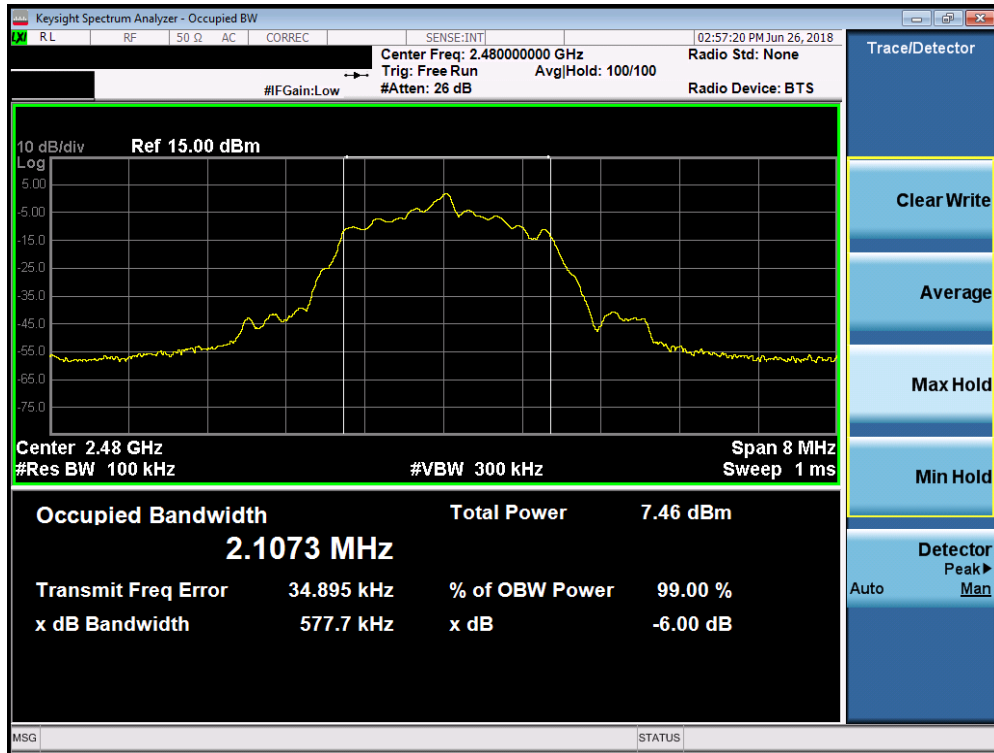 Keysight Spectrum Analyzer - Occupied BW
LXI RL RF 50 Ω AC CORREC SENSE:INT 02:57:20 PM Jun 26, 2018
Center Freq: 2.480000000 GHz Radio Std: None
Trig: Free Run Avg|Hold: 100/100
#IFGain:Low #Atten: 26 dB Radio Device: BTS
Trace/Detector
10 dB/div Ref 15.00 dBm
Log
5.00
-5.00
-15.0
-25.0
-35.0
-45.0
-55.0
-65.0
-75.0
Center 2.48 GHz Span 8 MHz
#Res BW 100 kHz #VBW 300 kHz Sweep 1 ms
Occupied Bandwidth Total Power 7.46 dBm
2.1073 MHz
Transmit Freq Error 34.895 kHz % of OBW Power 99.00 %
x dB Bandwidth 577.7 kHz x dB -6.00 dB
Clear Write
Average
Max Hold
Min Hold
Detector
Peak▶
Auto Man
MSG STATUS